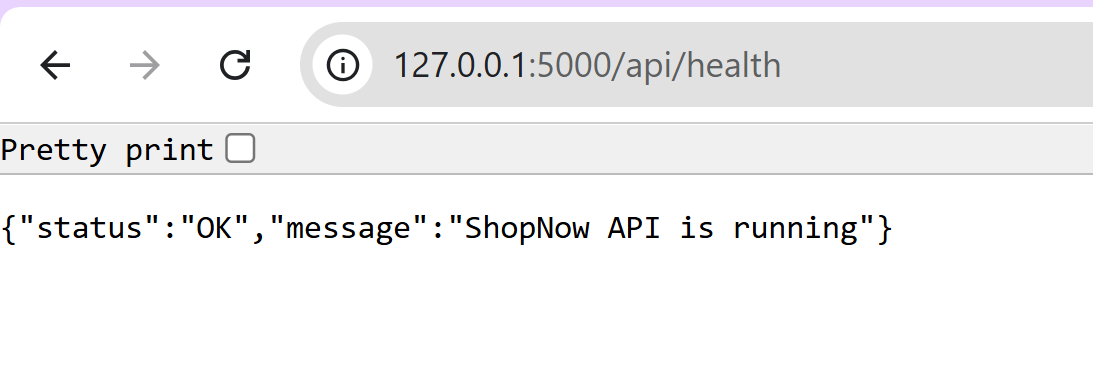 127.0.0.1:5000/api/health
Pretty print
{"status":"OK","message":"ShopNow API is running"}